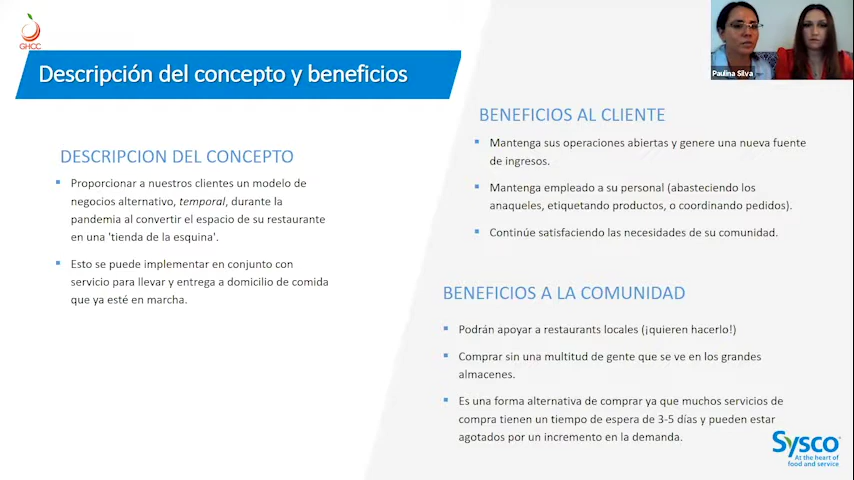 GHCC
Descripción del concepto y beneficios
Paulina Silva
DESCRIPCION DEL CONCEPTO
Proporcionar a nuestros clientes un modelo de
negocios alternativo, temporal, durante la
pandemia al convertir el espacio de su restaurante
en una 'tienda de la esquina'.
Esto se puede implementar en conjunto con
servicio para llevar y entrega a domicilio de comida
que ya esté en marcha.
BENEFICIOS AL CLIENTE
Mantenga sus operaciones abiertas y genere una nueva fuente
de ingresos.
Mantenga empleado a su personal (abasteciendo los
anaqueles, etiquetando productos, o coordinando pedidos).
Continúe satisfaciendo las necesidades de su comunidad.
BENEFICIOS A LA COMUNIDAD
Podrán apoyar a restaurants locales (¡quieren hacerlo!)
Comprar sin una multitud de gente que se ve en los grandes
almacenes.
Es una forma alternativa de comprar ya que muchos servicios de
compra tienen un tiempo de espera de 3-5 días y pueden estar
agotados por un incremento en la demanda.
Sysco
At the heart of
food and service